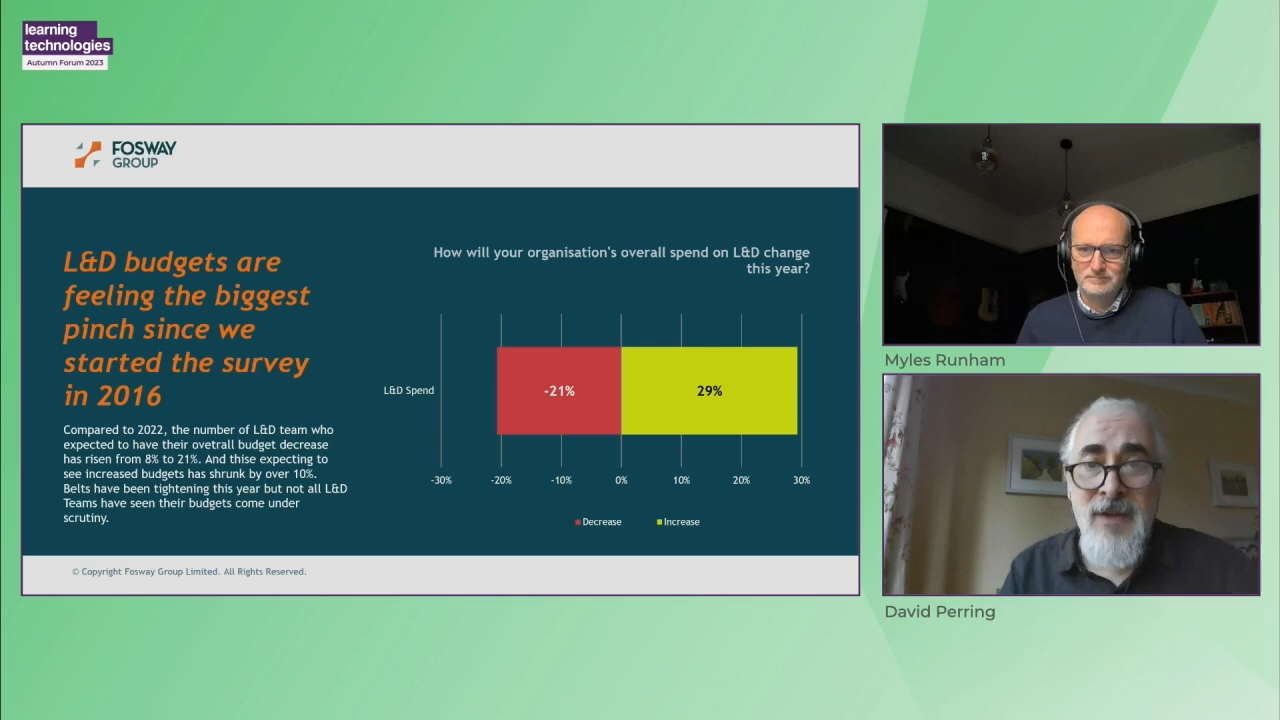 learning
technologies
Autumn Forum 2023
FOSWAY
GROUP
L&D budgets are
feeling the biggest
pinch since we
started the survey
in 2016
Compared to 2022, the number of L&D team who
expected to have their ovetrall budget decrease
has risen from 8% to 21%. And thise expecting to
see increased budgets has shrunk by over 10%.
Belts have been tightening this year but not all L&D
Teams have seen their budgets come under
scrutiny.
How will your organisation's overall spend on L&D change
this year?
L&D Spend
-21%
29%
-30% -20% -10% 0% 10% 20% 30%
Decrease Increase
© Copyright Fosway Group Limited. All Rights Reserved.
Myles Runham
David Perring